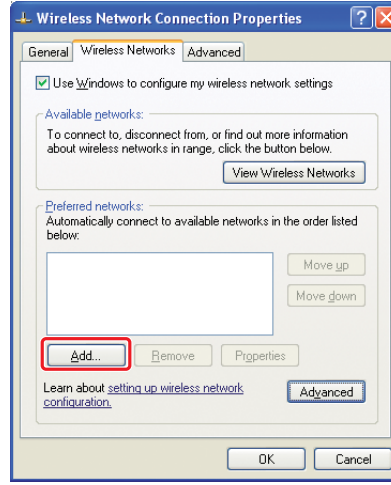 Wireless Network Connection Properties
General Wireless Networks Advanced
Use Windows to configure my wireless network settings
Available networks:
To connect to, disconnect from, or find out more information
about wireless networks in range, click the button below.
View Wireless Networks
Preferred networks:
Automatically connect to available networks in the order listed
below:
Move up
Move down
Add... Remove Properties
Learn about setting up wireless network
configuration.
Advanced
OK Cancel